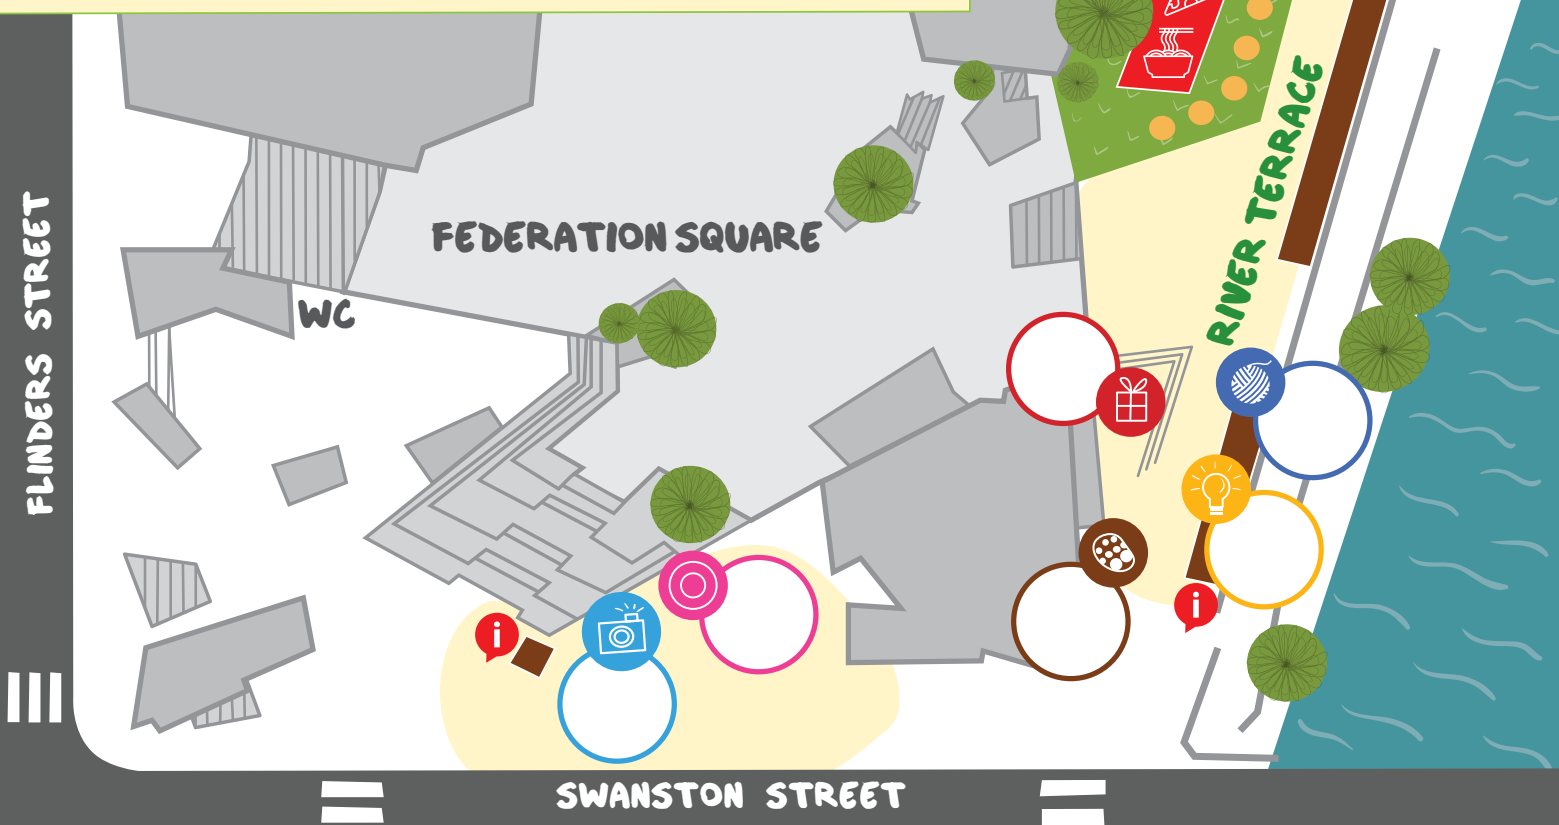 FEDERATION SQUARE
RIVER TERRACE
WC
FLINDERS STREET
i
i
SWANSTON STREET